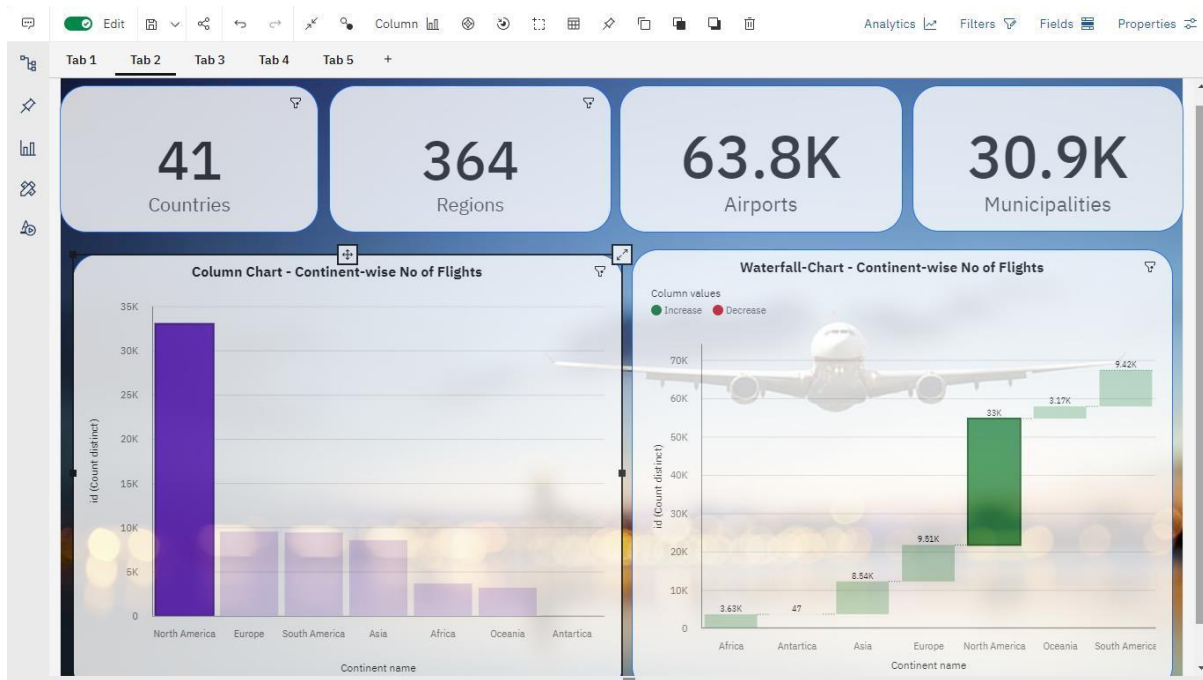 Edit
Column
Analytics
Filters
Fields
Properties
Tab 1
Tab 2
Tab 3
Tab 4
Tab 5
+
41
Countries
364
Regions
63.8K
Airports
30.9K
Municipalities
Column Chart - Continent-wise No of Flights
35K
30K
25K
20K
15K
10K
5K
0
id (Count distinct)
North America
Europe
South America
Asia
Africa
Oceania
Antartica
Continent name
Waterfall-Chart - Continent-wise No of Flights
Column values
Increase
Decrease
70K
60K
50K
40K
30K
20K
10K
0
id (Count distinct)
3.63K
47
8.54K
9.51K
33K
3.17K
9.42K
Africa
Antartica
Asia
Europe
North America
Oceania
South America
Continent name